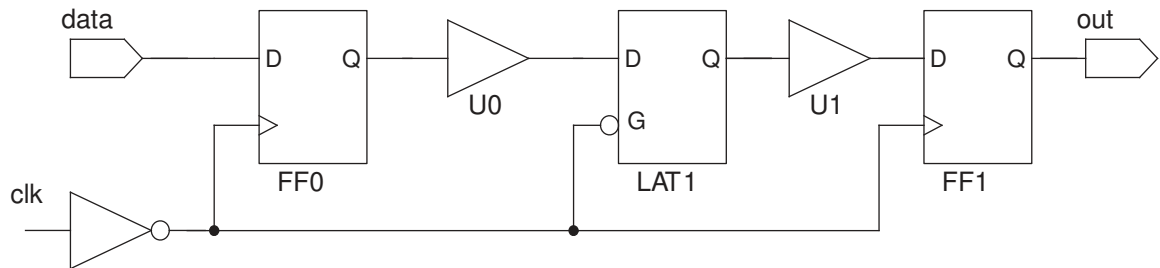 data
out
D Q
D Q
D Q
U0
U1
G
FF0
LAT1
FF1
clk